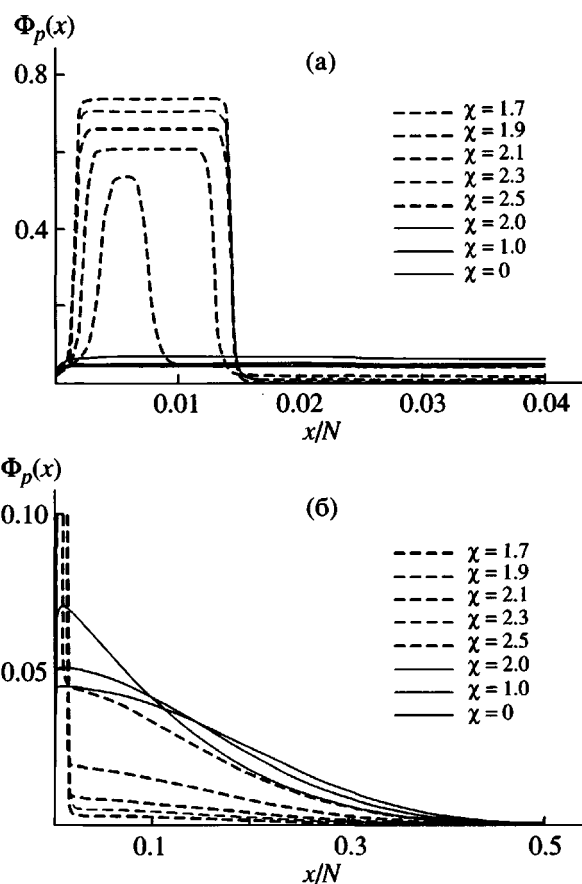 Φp(x)
(а)
0.8
0.4
χ = 1.7
χ = 1.9
χ = 2.1
χ = 2.3
χ = 2.5
χ = 2.0
χ = 1.0
χ = 0
0.01 0.02 0.03 0.04
x/N
Φp(x)
(б)
0.10
0.05
χ = 1.7
χ = 1.9
χ = 2.1
χ = 2.3
χ = 2.5
χ = 2.0
χ = 1.0
χ = 0
0.1 0.3 0.5
x/N